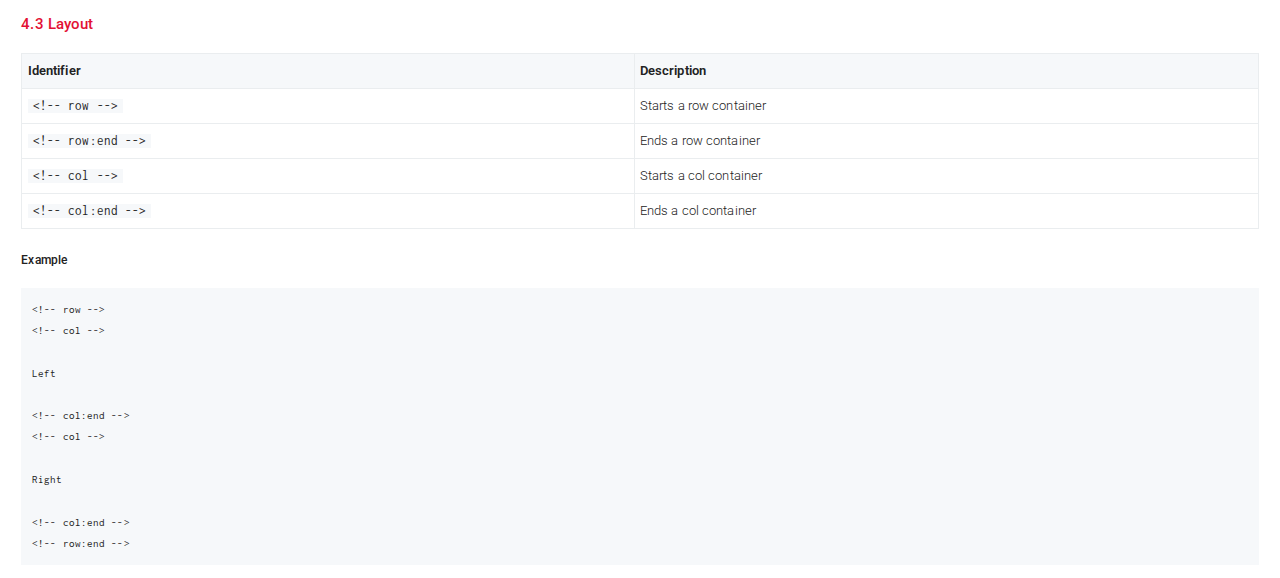 4.3 Layout
Identifier Description
<!-- row --> Starts a row container
<!-- row:end --> Ends a row container
<!-- col --> Starts a col container
<!-- col:end --> Ends a col container
Example
<!-- row -->
<!-- col -->
Left
<!-- col:end -->
<!-- col -->
Right
<!-- col:end -->
<!-- row:end -->